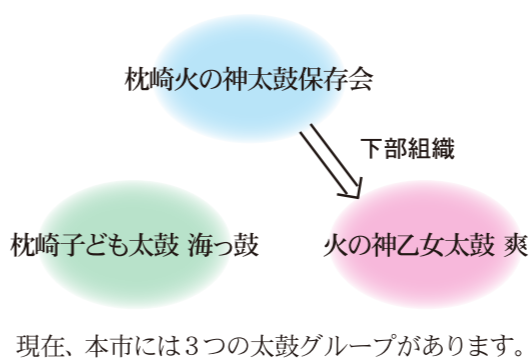 枕崎火の神太鼓保存会
下部組織
枕崎子ども太鼓 海っ鼓
火の神乙女太鼓 爽
現在、本市には３つの太鼓グループがあります。